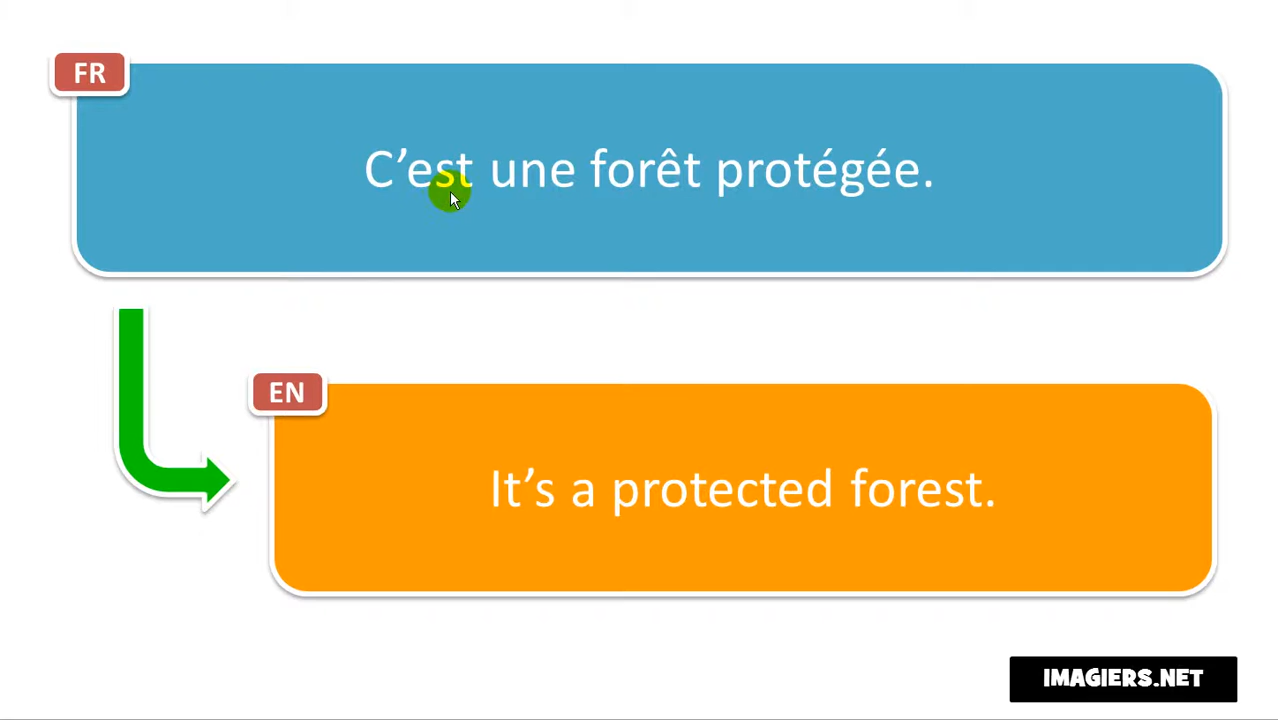 FR
C’est une forêt protégée.
EN
It’s a protected forest.
IMAGIERS.NET